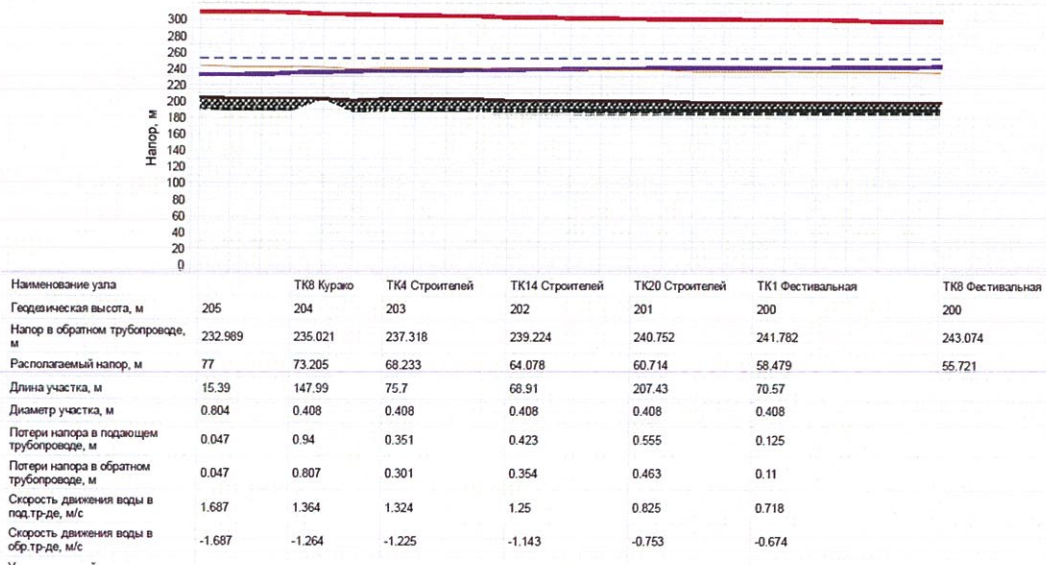 300
280
260
240
220
200
180
160
140
120
100
80
60
40
20
0
Напор, м
Наименование узла ТК8 Курако ТК4 Строителей ТК14 Строителей ТК20 Строителей ТК1 Фестивальная ТК8 Фестивальная
Геодезическая высота, м 205 204 203 202 201 200 200
Напор в обратном трубопроводе,
м 232.989 235.021 237.318 239.224 240.752 241.782 243.074
Располагаемый напор, м 77 73.205 68.233 64.078 60.714 58.479 55.721
Длина участка, м 15.39 147.99 75.7 68.91 207.43 70.57
Диаметр участка, м 0.804 0.408 0.408 0.408 0.408 0.408
Потери напора в подающем
трубопроводе, м 0.047 0.94 0.351 0.423 0.555 0.125
Потери напора в обратном
трубопроводе, м 0.047 0.807 0.301 0.354 0.463 0.11
Скорость движения воды в
под.тр-де, м/с 1.687 1.364 1.324 1.25 0.825 0.718
Скорость движения воды в
обр.тр-де, м/с -1.687 -1.264 -1.225 -1.143 -0.753 -0.674